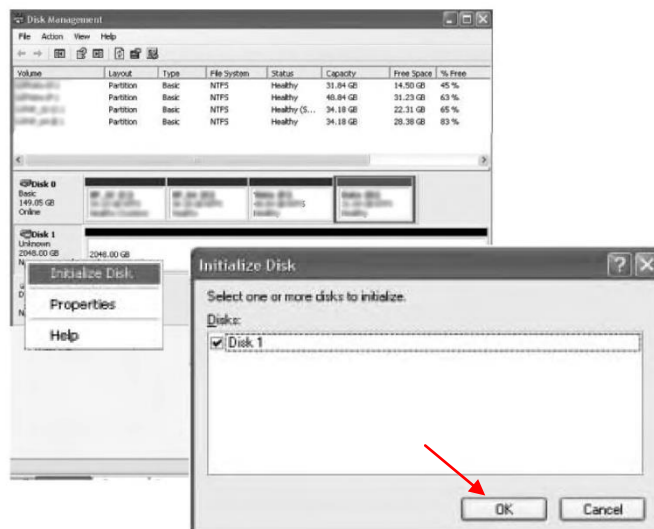 Disk Management
File Action View Help
Volume Layout Type File System Status Capacity Free Space % Free
Partition Basic NTFS Healthy 31.84 GB 14.50 GB 45 %
Partition Basic NTFS Healthy 48.84 GB 31.23 GB 63 %
Partition Basic NTFS Healthy (S... 34.18 GB 22.31 GB 65 %
Partition Basic NTFS Healthy 34.18 GB 28.38 GB 83 %
Disk 0
Basic
149.05 GB
Online
Disk 1
Unknown
2048.00 GB
2048.00 GB
Initialize Disk
Properties
Help
Initialize Disk
Select one or more disks to initialize.
Disks:
Disk 1
OK Cancel